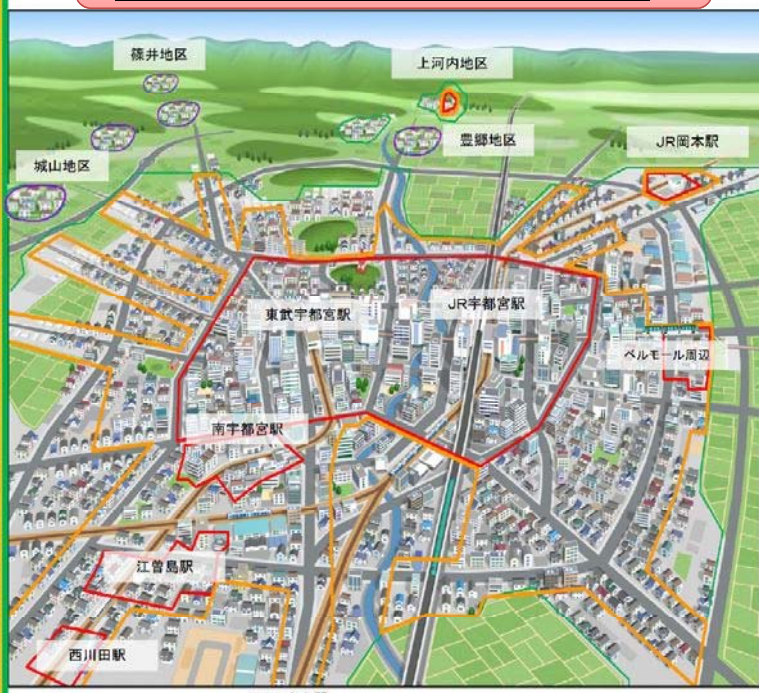 篠井地区
上河内地区
豊郷地区
JR岡本駅
城山地区
東武宇都宮駅
JR宇都宮駅
ベルモール周辺
南宇都宮駅
江曽島駅
西川田駅